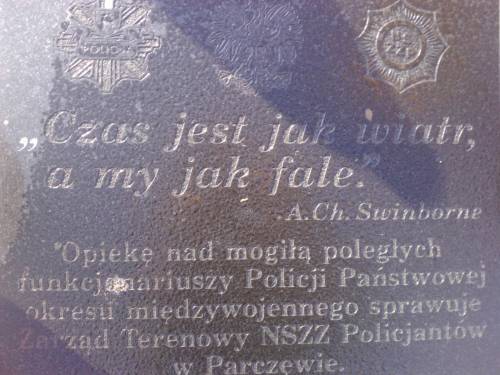 POLICJA
„Czas jest jak wiatr,
a my jak fale.”
A.Ch. Swinborne
Opiekę nad mogiłą poległych
funkcjonariuszy Policji Państwowej
okresu międzywojennego sprawuje
Zarząd Terenowy NSZZ Policjantów
w Parczewie.